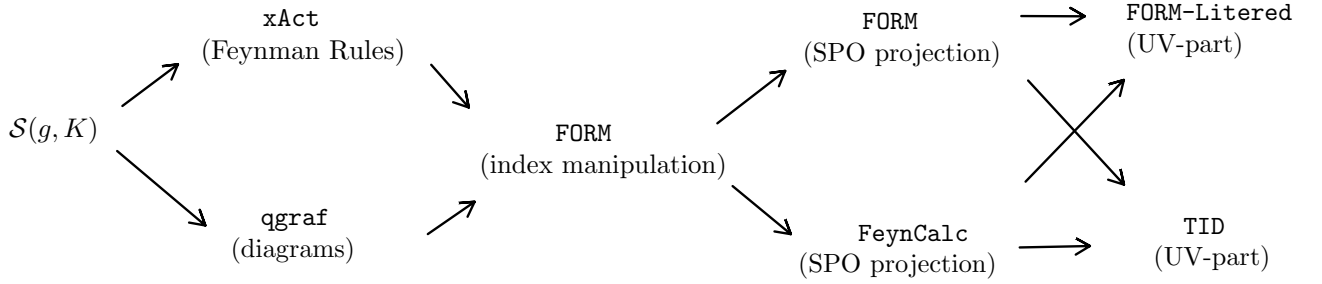 xAct
(Feynman Rules)
FORM
(SPO projection)
FORM-Litered
(UV-part)
𝒮(g, K)
FORM
(index manipulation)
qgraf
(diagrams)
FeynCalc
(SPO projection)
TID
(UV-part)